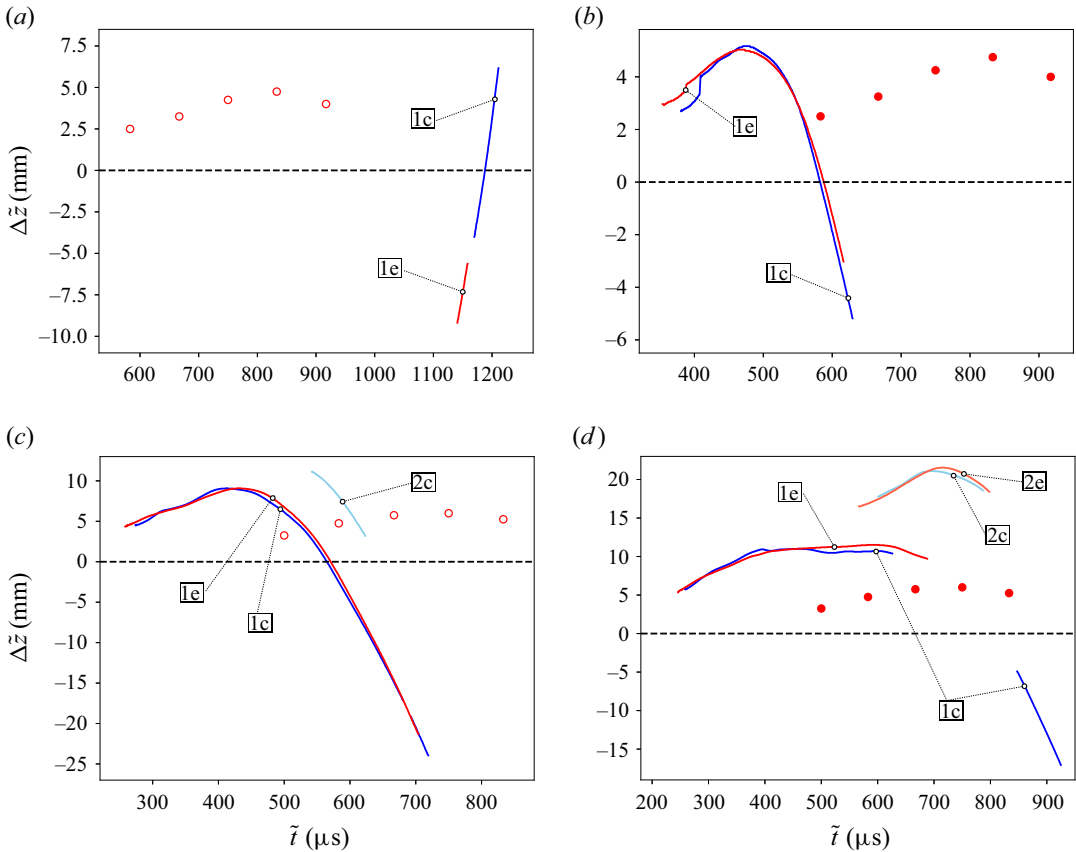 (a)
7.5
5.0
2.5
0
–2.5
–5.0
–7.5
–10.0
Δz̃ (mm)
1c
1e
600 700 800 900 1000 1100 1200
(b)
4
2
0
–2
–4
–6
1e
1c
400 500 600 700 800 900
(c)
10
5
0
–5
–10
–15
–20
–25
Δz̃ (mm)
2c
1e
1c
300 400 500 600 700 800
t̃ (μs)
(d)
20
15
10
5
0
–5
–10
–15
1e
2e
2c
1c
200 300 400 500 600 700 800 900
t̃ (μs)